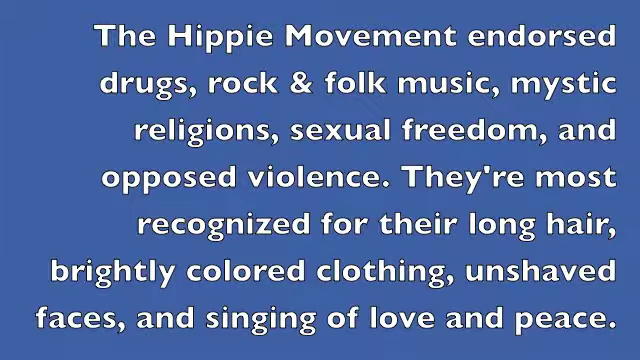 The Hippie Movement endorsed
drugs, rock & folk music, mystic
religions, sexual freedom, and
opposed violence. They're most
recognized for their long hair,
brightly colored clothing, unshaved
faces, and singing of love and peace.